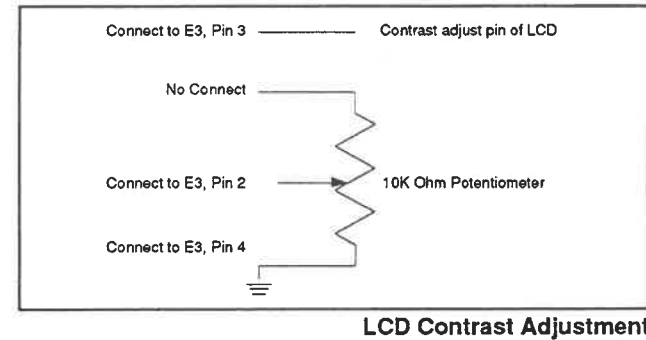 Connect to E3, Pin 3 Contrast adjust pin of LCD
No Connect
Connect to E3, Pin 2 10K Ohm Potentiometer
Connect to E3, Pin 4
LCD Contrast Adjustment